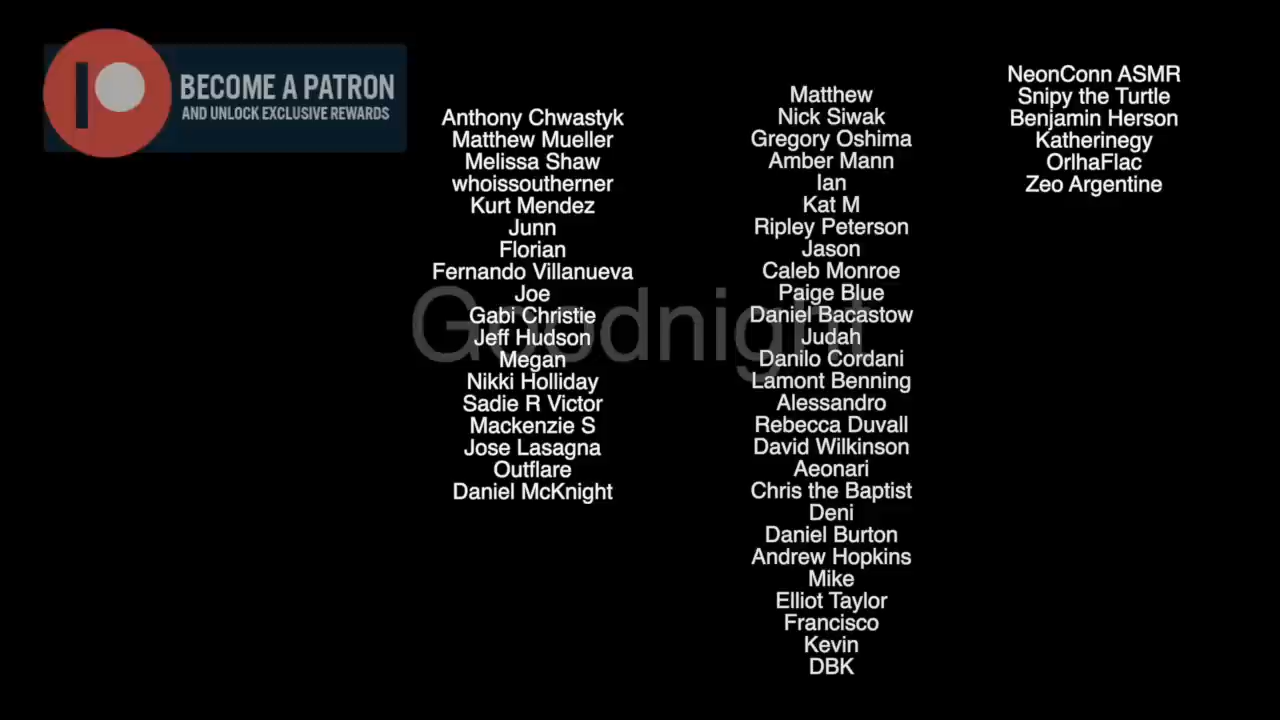 BECOME A PATRON
AND UNLOCK EXCLUSIVE REWARDS
Anthony Chwastyk
Matthew Mueller
Melissa Shaw
whoissoutherner
Kurt Mendez
Junn
Florian
Fernando Villanueva
Joe
Gabi Christie
Jeff Hudson
Megan
Nikki Holliday
Sadie R Victor
Mackenzie S
Jose Lasagna
Outflare
Daniel McKnight
Goodnight
Matthew
Nick Siwak
Gregory Oshima
Amber Mann
Ian
Kat M
Ripley Peterson
Jason
Caleb Monroe
Paige Blue
Daniel Bacastow
Judah
Danilo Cordani
Lamont Benning
Alessandro
Rebecca Duvall
David Wilkinson
Aeonari
Chris the Baptist
Deni
Daniel Burton
Andrew Hopkins
Mike
Elliot Taylor
Francisco
Kevin
DBK
NeonConn ASMR
Snipy the Turtle
Benjamin Herson
Katherinegy
OrlhaFlac
Zeo Argentine